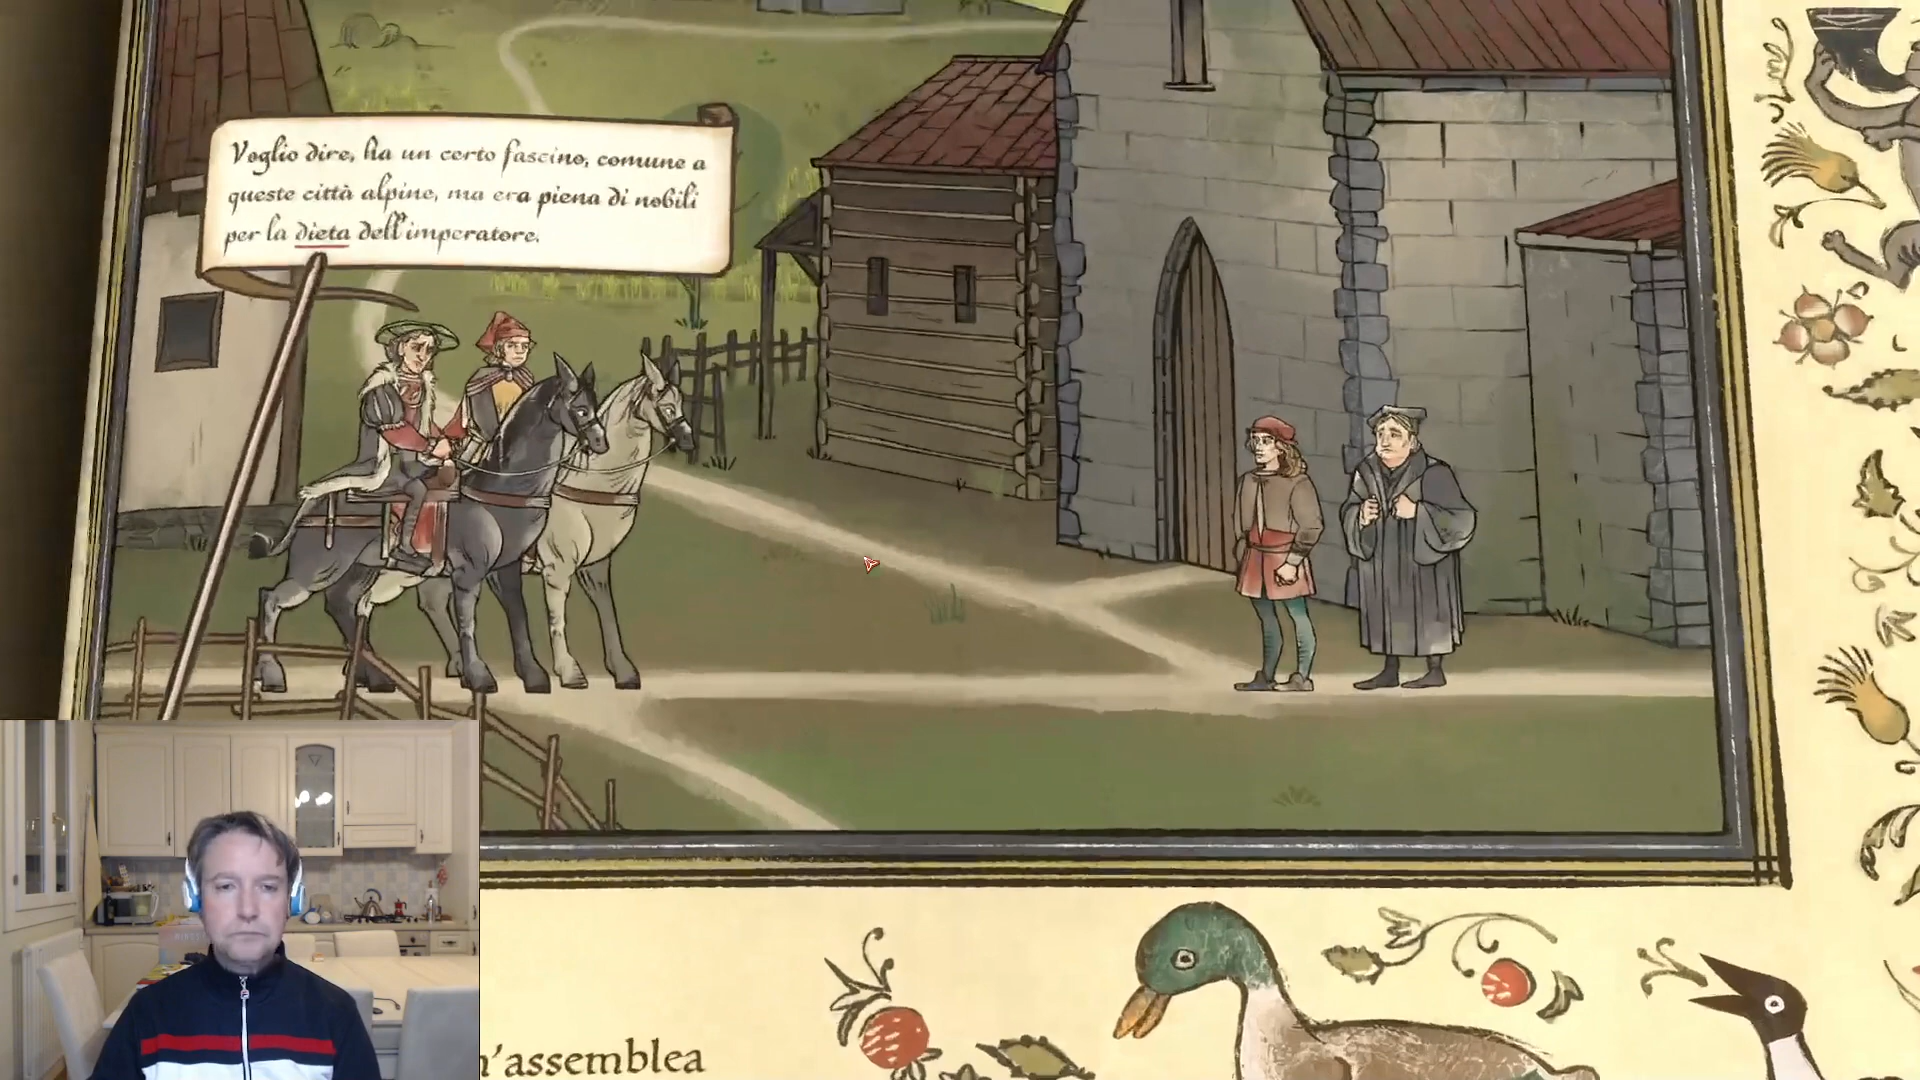 Voglio dire, ha un certo fascino, comune a
queste città alpine, ma era piena di nobili
per la dieta dell'imperatore.
n'assemblea